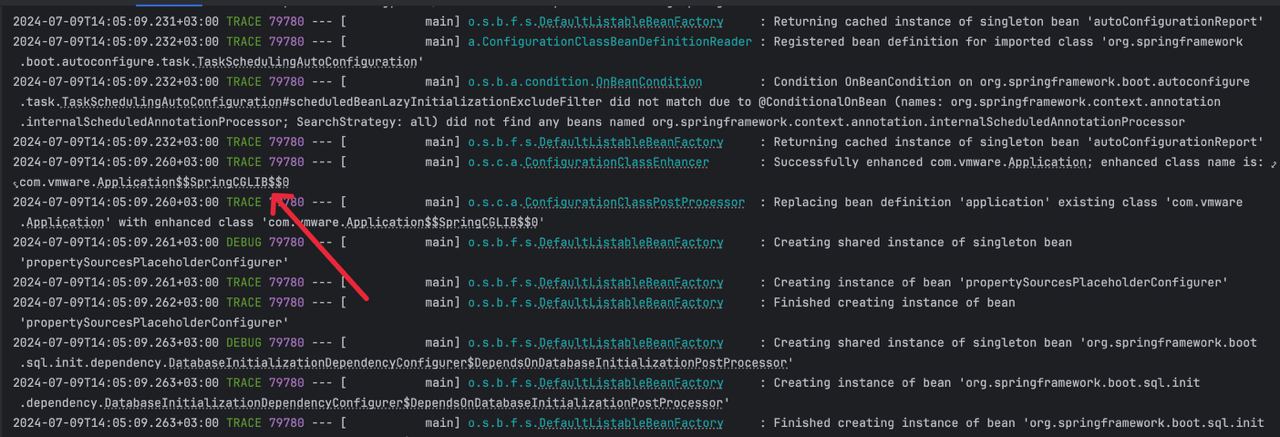 2024-07-09T14:05:09.231+03:00 TRACE 79780 --- [           main] o.s.b.f.s.DefaultListableBeanFactory     : Returning cached instance of singleton bean 'autoConfigurationReport'
2024-07-09T14:05:09.232+03:00 TRACE 79780 --- [           main] a.ConfigurationClassBeanDefinitionReader : Registered bean definition for imported class 'org.springframework
.boot.autoconfigure.task.TaskSchedulingAutoConfiguration'
2024-07-09T14:05:09.232+03:00 TRACE 79780 --- [           main] o.s.b.a.condition.OnBeanCondition        : Condition OnBeanCondition on org.springframework.boot.autoconfigure
.task.TaskSchedulingAutoConfiguration#scheduledBeanLazyInitializationExcludeFilter did not match due to @ConditionalOnBean (names: org.springframework.context.annotation
.internalScheduledAnnotationProcessor; SearchStrategy: all) did not find any beans named org.springframework.context.annotation.internalScheduledAnnotationProcessor
2024-07-09T14:05:09.232+03:00 TRACE 79780 --- [           main] o.s.b.f.s.DefaultListableBeanFactory     : Returning cached instance of singleton bean 'autoConfigurationReport'
2024-07-09T14:05:09.260+03:00 TRACE 79780 --- [           main] o.s.c.a.ConfigurationClassEnhancer       : Successfully enhanced com.vmware.Application; enhanced class name is:
com.vmware.Application$$SpringCGLIB$$0
2024-07-09T14:05:09.260+03:00 TRACE 79780 --- [           main] o.s.c.a.ConfigurationClassPostProcessor  : Replacing bean definition 'application' existing class 'com.vmware
.Application' with enhanced class 'com.vmware.Application$$SpringCGLIB$$0'
2024-07-09T14:05:09.261+03:00 DEBUG 79780 --- [           main] o.s.b.f.s.DefaultListableBeanFactory     : Creating shared instance of singleton bean
'propertySourcesPlaceholderConfigurer'
2024-07-09T14:05:09.261+03:00 TRACE 79780 --- [           main] o.s.b.f.s.DefaultListableBeanFactory     : Creating instance of bean 'propertySourcesPlaceholderConfigurer'
2024-07-09T14:05:09.262+03:00 TRACE 79780 --- [           main] o.s.b.f.s.DefaultListableBeanFactory     : Finished creating instance of bean
'propertySourcesPlaceholderConfigurer'
2024-07-09T14:05:09.263+03:00 DEBUG 79780 --- [           main] o.s.b.f.s.DefaultListableBeanFactory     : Creating shared instance of singleton bean 'org.springframework.boot
.sql.init.dependency.DatabaseInitializationDependencyConfigurer$DependsOnDatabaseInitializationPostProcessor'
2024-07-09T14:05:09.263+03:00 TRACE 79780 --- [           main] o.s.b.f.s.DefaultListableBeanFactory     : Creating instance of bean 'org.springframework.boot.sql.init
.dependency.DatabaseInitializationDependencyConfigurer$DependsOnDatabaseInitializationPostProcessor'
2024-07-09T14:05:09.263+03:00 TRACE 79780 --- [           main] o.s.b.f.s.DefaultListableBeanFactory     : Finished creating instance of bean 'org.springframework.boot.sql.init